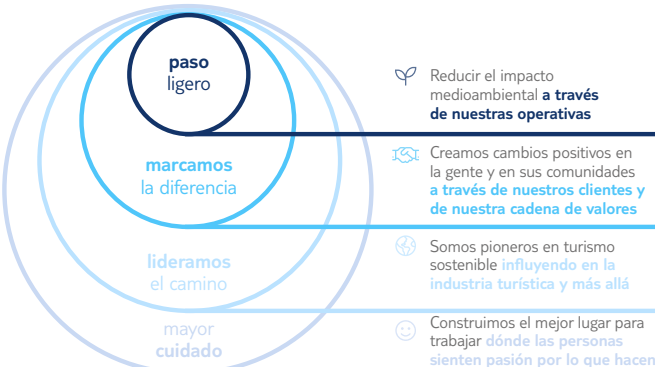 paso
ligero
Reducir el impacto
medioambiental a través
de nuestras operativas
marcamos
la diferencia
Creamos cambios positivos en
la gente y en sus comunidades
a través de nuestros clientes y
de nuestra cadena de valores
lideramos
el camino
Somos pioneros en turismo
sostenible influyendo en la
industria turística y más allá
mayor
cuidado
Construimos el mejor lugar para
trabajar dónde las personas
sienten pasión por lo que hacen